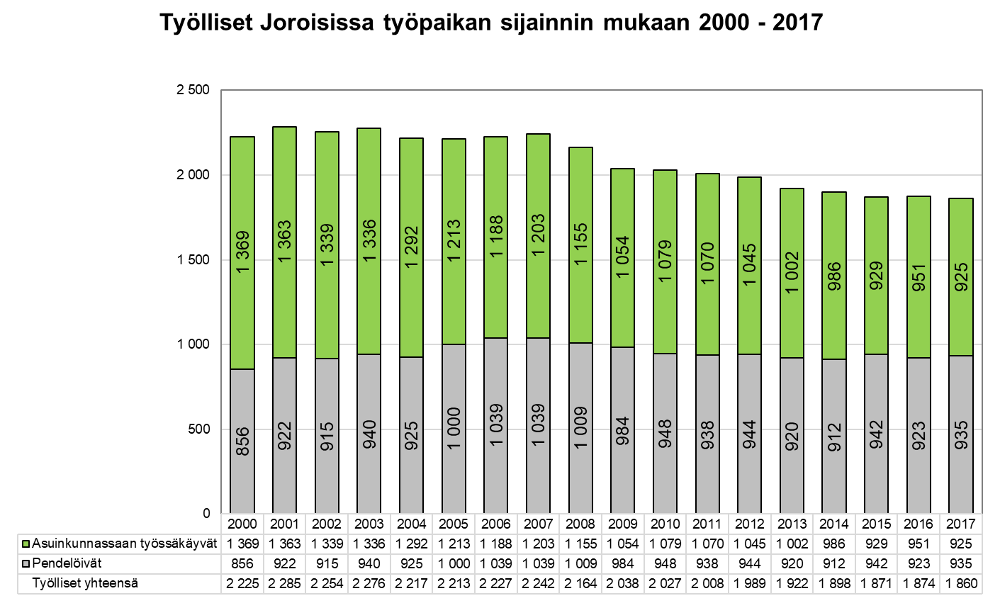 Työlliset Joroisissa työpaikan sijainnin mukaan 2000 - 2017
2 500
2 000
1 500
1 000
500
0
1 369 1 363 1 339 1 336 1 292 1 213 1 188 1 203 1 155 1 054 1 079 1 070 1 045 1 002 986 929 951 925
856 922 915 940 925 1 000 1 039 1 039 1 009 984 948 938 944 920 912 942 923 935
2000 2001 2002 2003 2004 2005 2006 2007 2008 2009 2010 2011 2012 2013 2014 2015 2016 2017
Asuinkunnassaan työssäkäyvät 1 369 1 363 1 339 1 336 1 292 1 213 1 188 1 203 1 155 1 054 1 079 1 070 1 045 1 002 986 929 951 925
Pendelöivät 856 922 915 940 925 1 000 1 039 1 039 1 009 984 948 938 944 920 912 942 923 935
Työlliset yhteensä 2 225 2 285 2 254 2 276 2 217 2 213 2 227 2 242 2 164 2 038 2 027 2 008 1 989 1 922 1 898 1 871 1 874 1 860